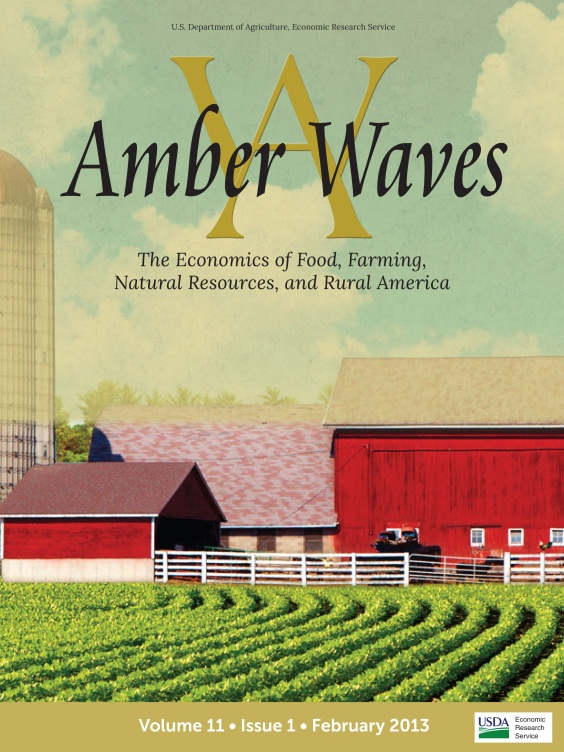 U.S. Department of Agriculture, Economic Research Service
AW
Amber Waves
The Economics of Food, Farming,
Natural Resources, and Rural America
Volume 11 • Issue 1 • February 2013
USDA
Economic
Research
Service